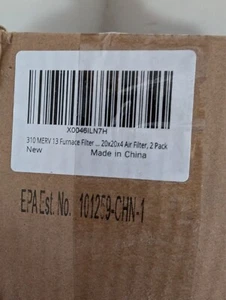 X0046ILN7H
310 MERV 13 Furnace Filter ... 20x20x4 Air Filter, 2 Pack
New
Made in China
EPA Est. No. 101259-CHN-1